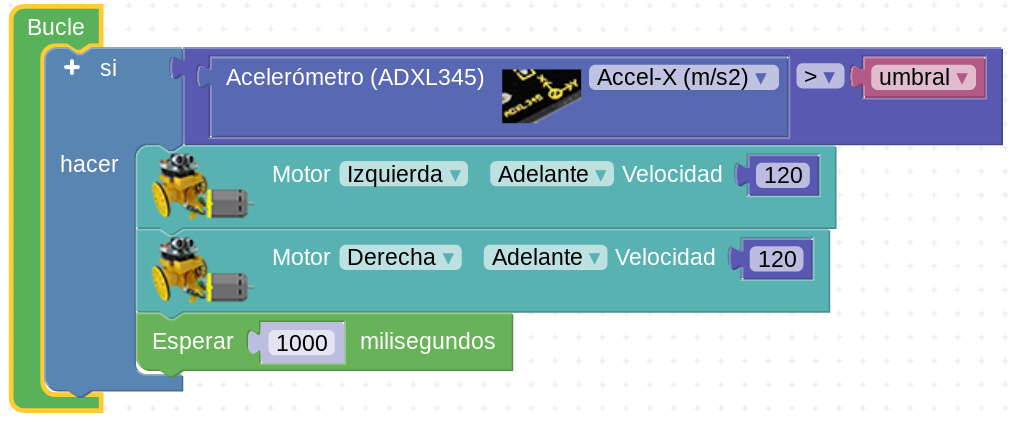 Bucle
si
Acelerómetro (ADXL345) ADXL345 Accel-X (m/s2) > umbral
hacer
Motor Izquierda Adelante Velocidad 120
Motor Derecha Adelante Velocidad 120
Esperar 1000 milisegundos